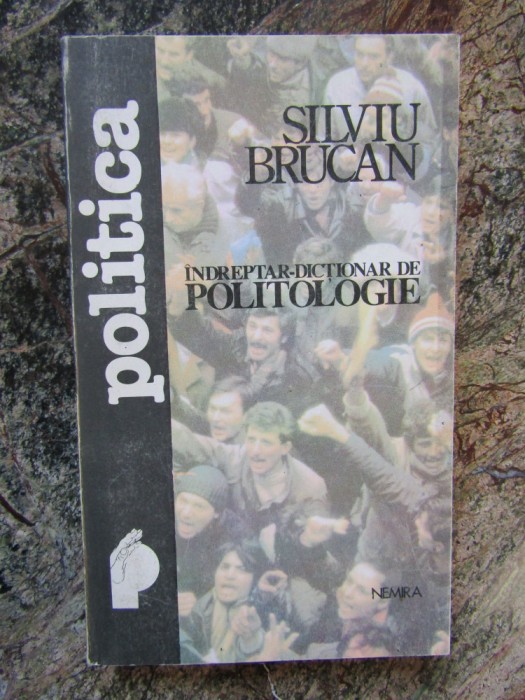 politica
SILVIU
BRUCAN
ÎNDREPTAR-DICȚIONAR DE
POLITOLOGIE
NEMIRA